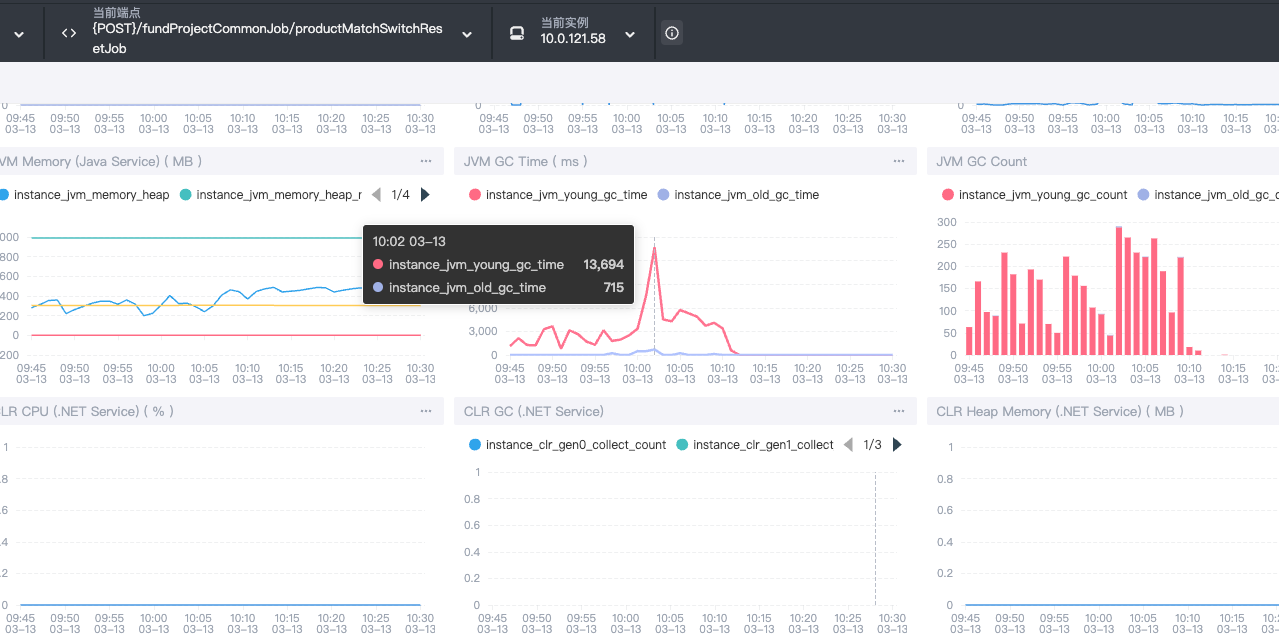 当前端点
{POST}/fundProjectCommonJob/productMatchSwitchRes
etJob
当前实例
10.0.121.58
0
09:45 09:50 09:55 10:00 10:05 10:10 10:15 10:20 10:25 10:30
03-13 03-13 03-13 03-13 03-13 03-13 03-13 03-13 03-13 03-13
0
09:45 09:50 09:55 10:00 10:05 10:10 10:15 10:20 10:25 10:30
03-13 03-13 03-13 03-13 03-13 03-13 03-13 03-13 03-13 03-13
0
09:45 09:50 09:55 10:00 10:05 10:10 10:15
03-13 03-13 03-13 03-13 03-13 03-13 03-13
VM Memory (Java Service) ( MB )
instance_jvm_memory_heap instance_jvm_memory_heap_r 1/4
000
800
600
400
200
0
200
09:45 09:50 09:55 10:00 10:05 10:10 10:15 10:20 10:25 10:30
03-13 03-13 03-13 03-13 03-13 03-13 03-13 03-13 03-13 03-13
JVM GC Time ( ms )
instance_jvm_young_gc_time instance_jvm_old_gc_time
10:02 03-13
instance_jvm_young_gc_time 13,694
instance_jvm_old_gc_time 715
6,000
3,000
0
09:45 09:50 09:55 10:00 10:05 10:10 10:15 10:20 10:25 10:30
03-13 03-13 03-13 03-13 03-13 03-13 03-13 03-13 03-13 03-13
JVM GC Count
instance_jvm_young_gc_count instance_jvm_old_gc_c
300
250
200
150
100
50
0
09:45 09:50 09:55 10:00 10:05 10:10 10:15
03-13 03-13 03-13 03-13 03-13 03-13 03-13
LR CPU (.NET Service) ( % )
1
.8
.6
.4
.2
0
09:45 09:50 09:55 10:00 10:05 10:10 10:15 10:20 10:25 10:30
03-13 03-13 03-13 03-13 03-13 03-13 03-13 03-13 03-13 03-13
CLR GC (.NET Service)
instance_clr_gen0_collect_count instance_clr_gen1_collect 1/3
1
0.8
0.6
0.4
0.2
0
09:45 09:50 09:55 10:00 10:05 10:10 10:15 10:20 10:25 10:30
03-13 03-13 03-13 03-13 03-13 03-13 03-13 03-13 03-13 03-13
CLR Heap Memory (.NET Service) ( MB )
1
0.8
0.6
0.4
0.2
0
09:45 09:50 09:55 10:00 10:05 10:10 10:15
03-13 03-13 03-13 03-13 03-13 03-13 03-13